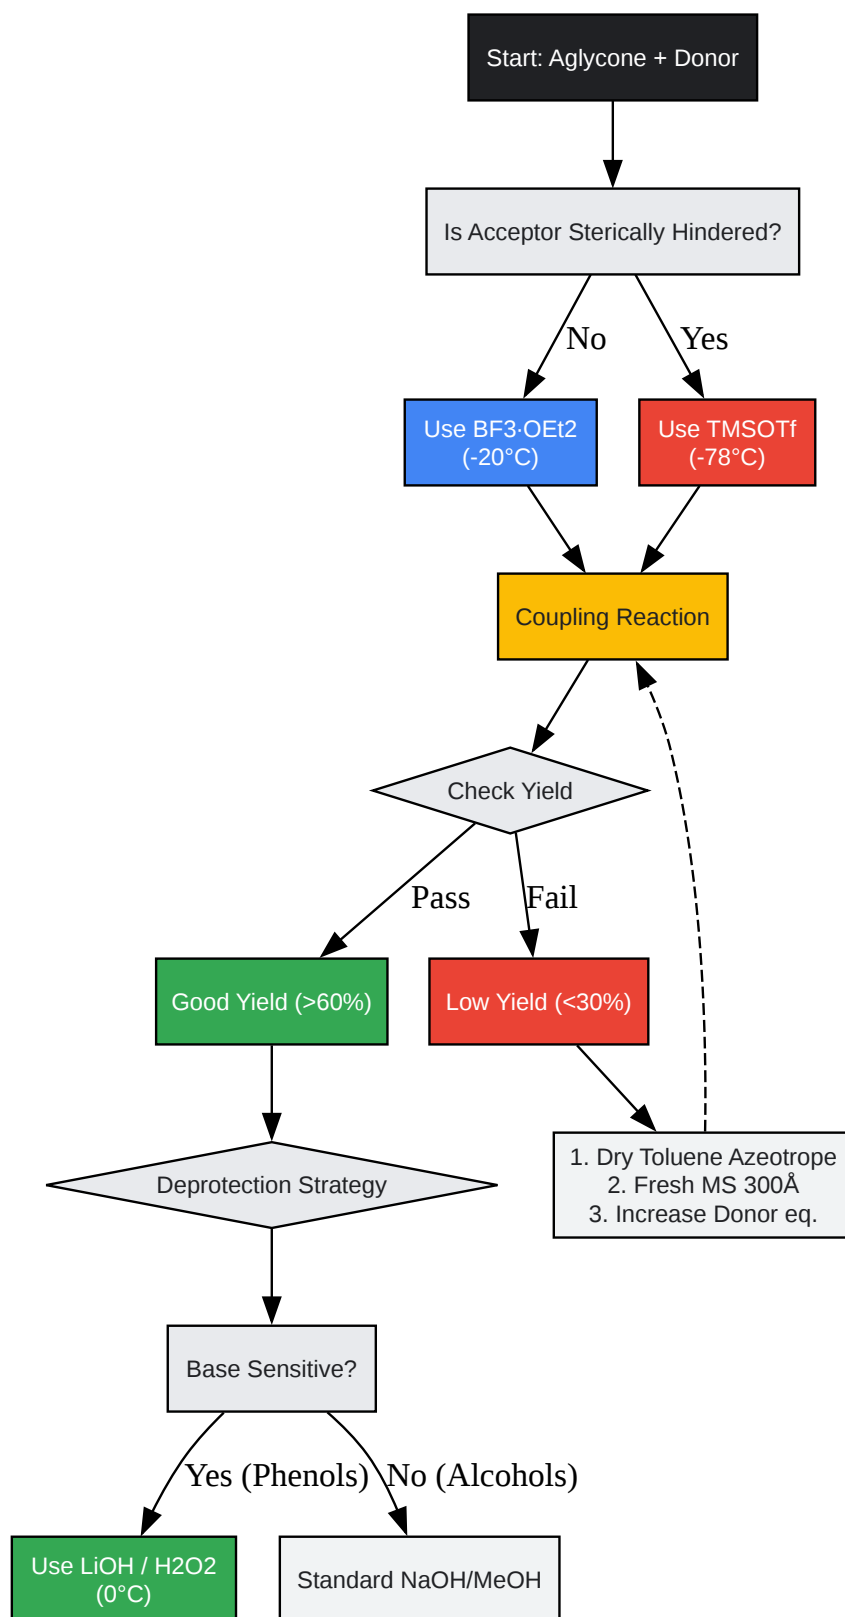 Start: Aglycone + Donor
Is Acceptor Sterically Hindered?
No
Yes
Use BF3·OEt2
(-20°C)
Use TMSOTf
(-78°C)
Coupling Reaction
Check Yield
Pass
Fail
Good Yield (>60%)
Low Yield (<30%)
1. Dry Toluene Azeotrope
2. Fresh MS 300Å
3. Increase Donor eq.
Deprotection Strategy
Base Sensitive?
Yes (Phenols)
No (Alcohols)
Use LiOH / H2O2
(0°C)
Standard NaOH/MeOH